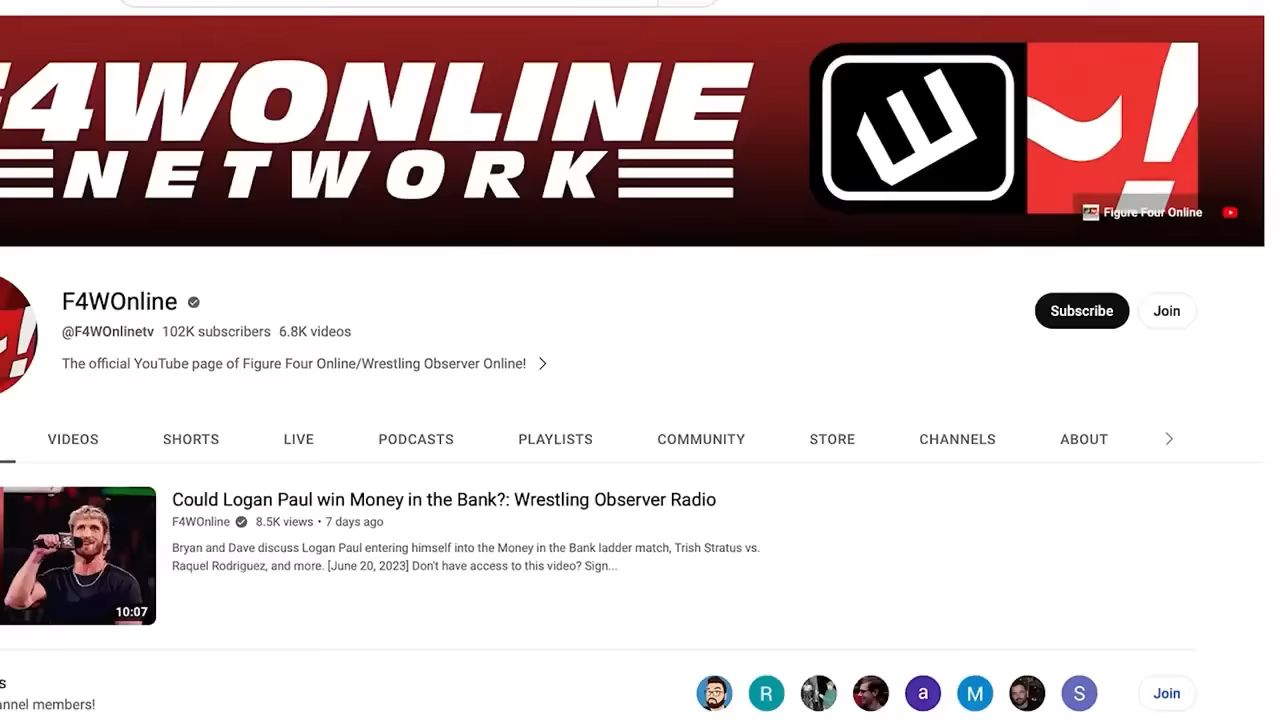 F4WONLINE
NETWORK
Figure Four Online
F4WOnline
Subscribe
Join
@F4WOnlinetv 102K subscribers 6.8K videos
The official YouTube page of Figure Four Online/Wrestling Observer Online!
VIDEOS SHORTS LIVE PODCASTS PLAYLISTS COMMUNITY STORE CHANNELS ABOUT
Could Logan Paul win Money in the Bank?: Wrestling Observer Radio
F4WOnline 8.5K views • 7 days ago
Bryan and Dave discuss Logan Paul entering himself into the Money in the Bank ladder match, Trish Stratus vs.
Raquel Rodriguez, and more. [June 20, 2023] Don't have access to this video? Sign...
10:07
R a M S
Join
annel members!